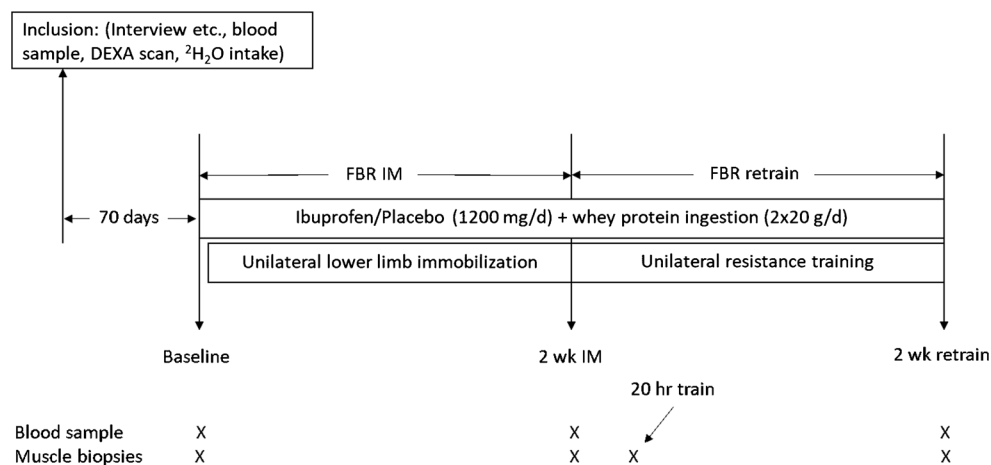 Inclusion: (Interview etc., blood
sample, DEXA scan, ²H₂O intake)
FBR IM
FBR retrain
70 days
Ibuprofen/Placebo (1200 mg/d) + whey protein ingestion (2x20 g/d)
Unilateral lower limb immobilization
Unilateral resistance training
Baseline
2 wk IM
2 wk retrain
20 hr train
Blood sample X X X
Muscle biopsies X X X X